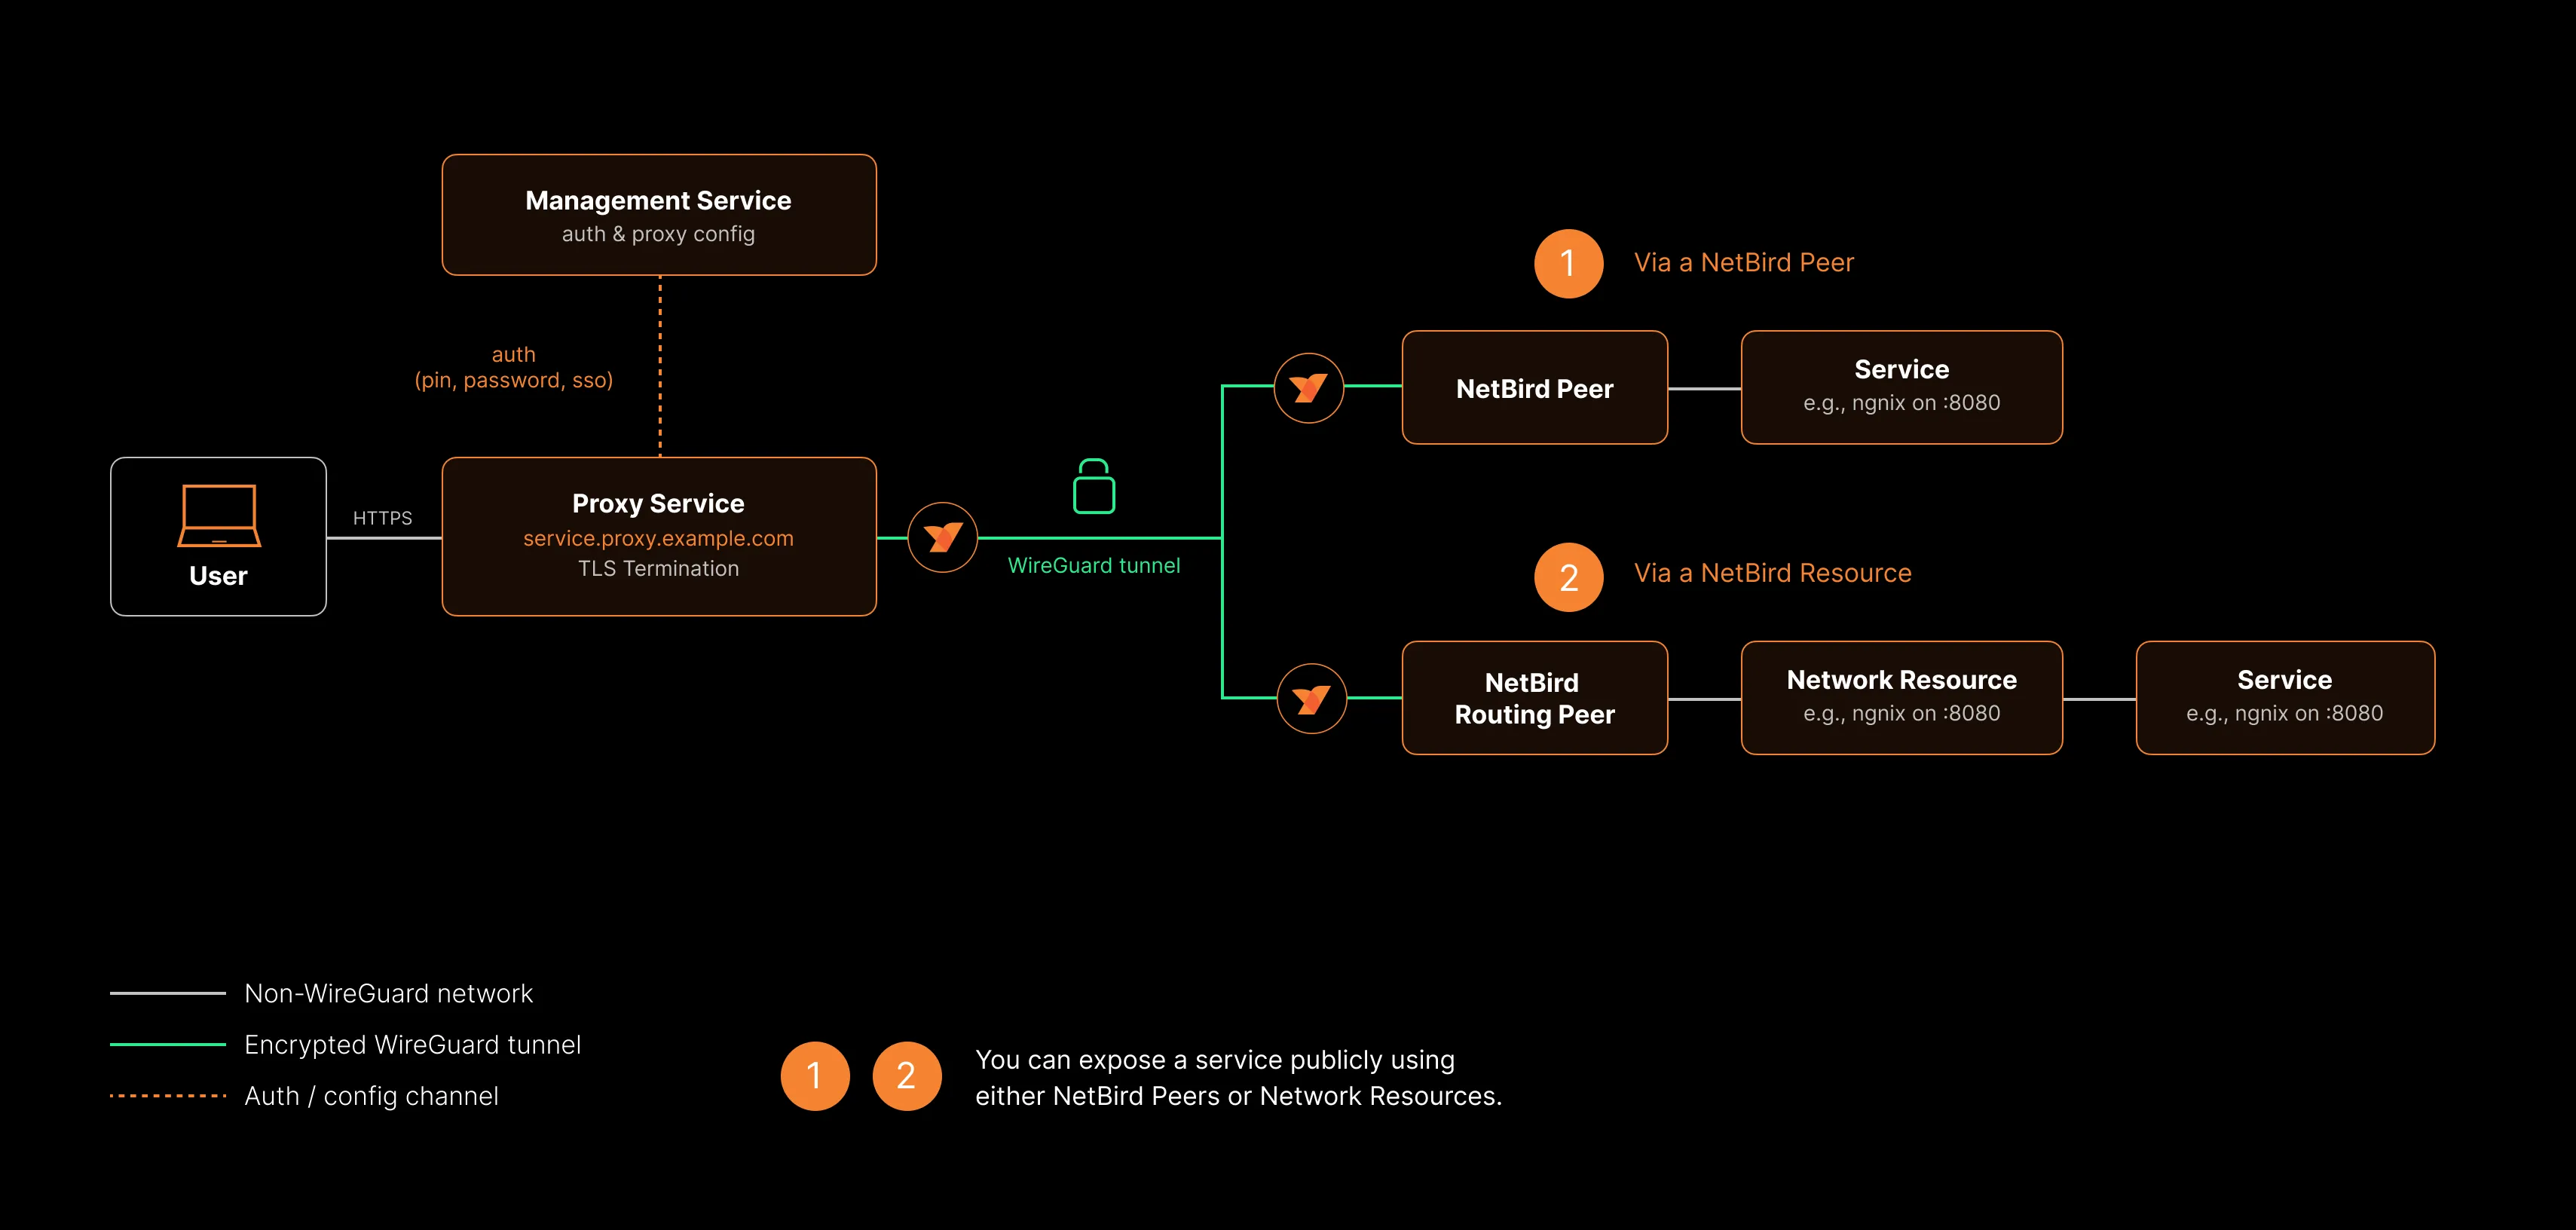 Management Service
auth & proxy config
auth
(pin, password, sso)
User
HTTPS
Proxy Service
service.proxy.example.com
TLS Termination
WireGuard tunnel
1
Via a NetBird Peer
NetBird Peer
Service
e.g., ngnix on :8080
2
Via a NetBird Resource
NetBird
Routing Peer
Network Resource
e.g., ngnix on :8080
Service
e.g., ngnix on :8080
Non-WireGuard network
Encrypted WireGuard tunnel
Auth / config channel
1
2
You can expose a service publicly using
either NetBird Peers or Network Resources.